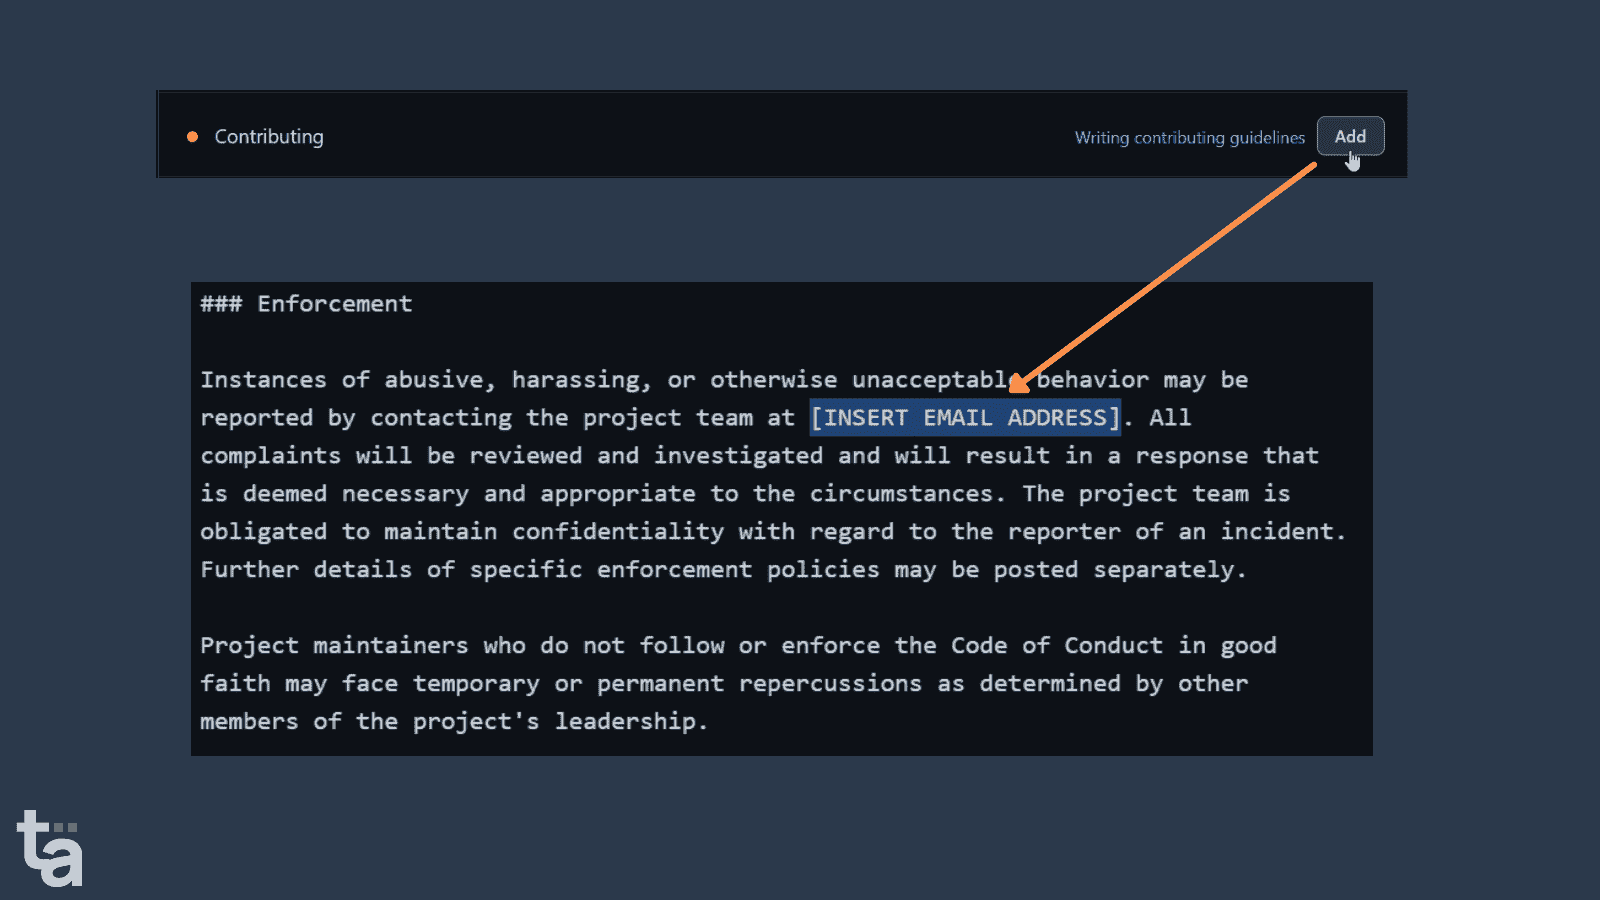 Contributing
Writing contributing guidelines
Add
### Enforcement
Instances of abusive, harassing, or otherwise unacceptable behavior may be
reported by contacting the project team at [INSERT EMAIL ADDRESS]. All
complaints will be reviewed and investigated and will result in a response that
is deemed necessary and appropriate to the circumstances. The project team is
obligated to maintain confidentiality with regard to the reporter of an incident.
Further details of specific enforcement policies may be posted separately.
Project maintainers who do not follow or enforce the Code of Conduct in good
faith may face temporary or permanent repercussions as determined by other
members of the project's leadership.
ta